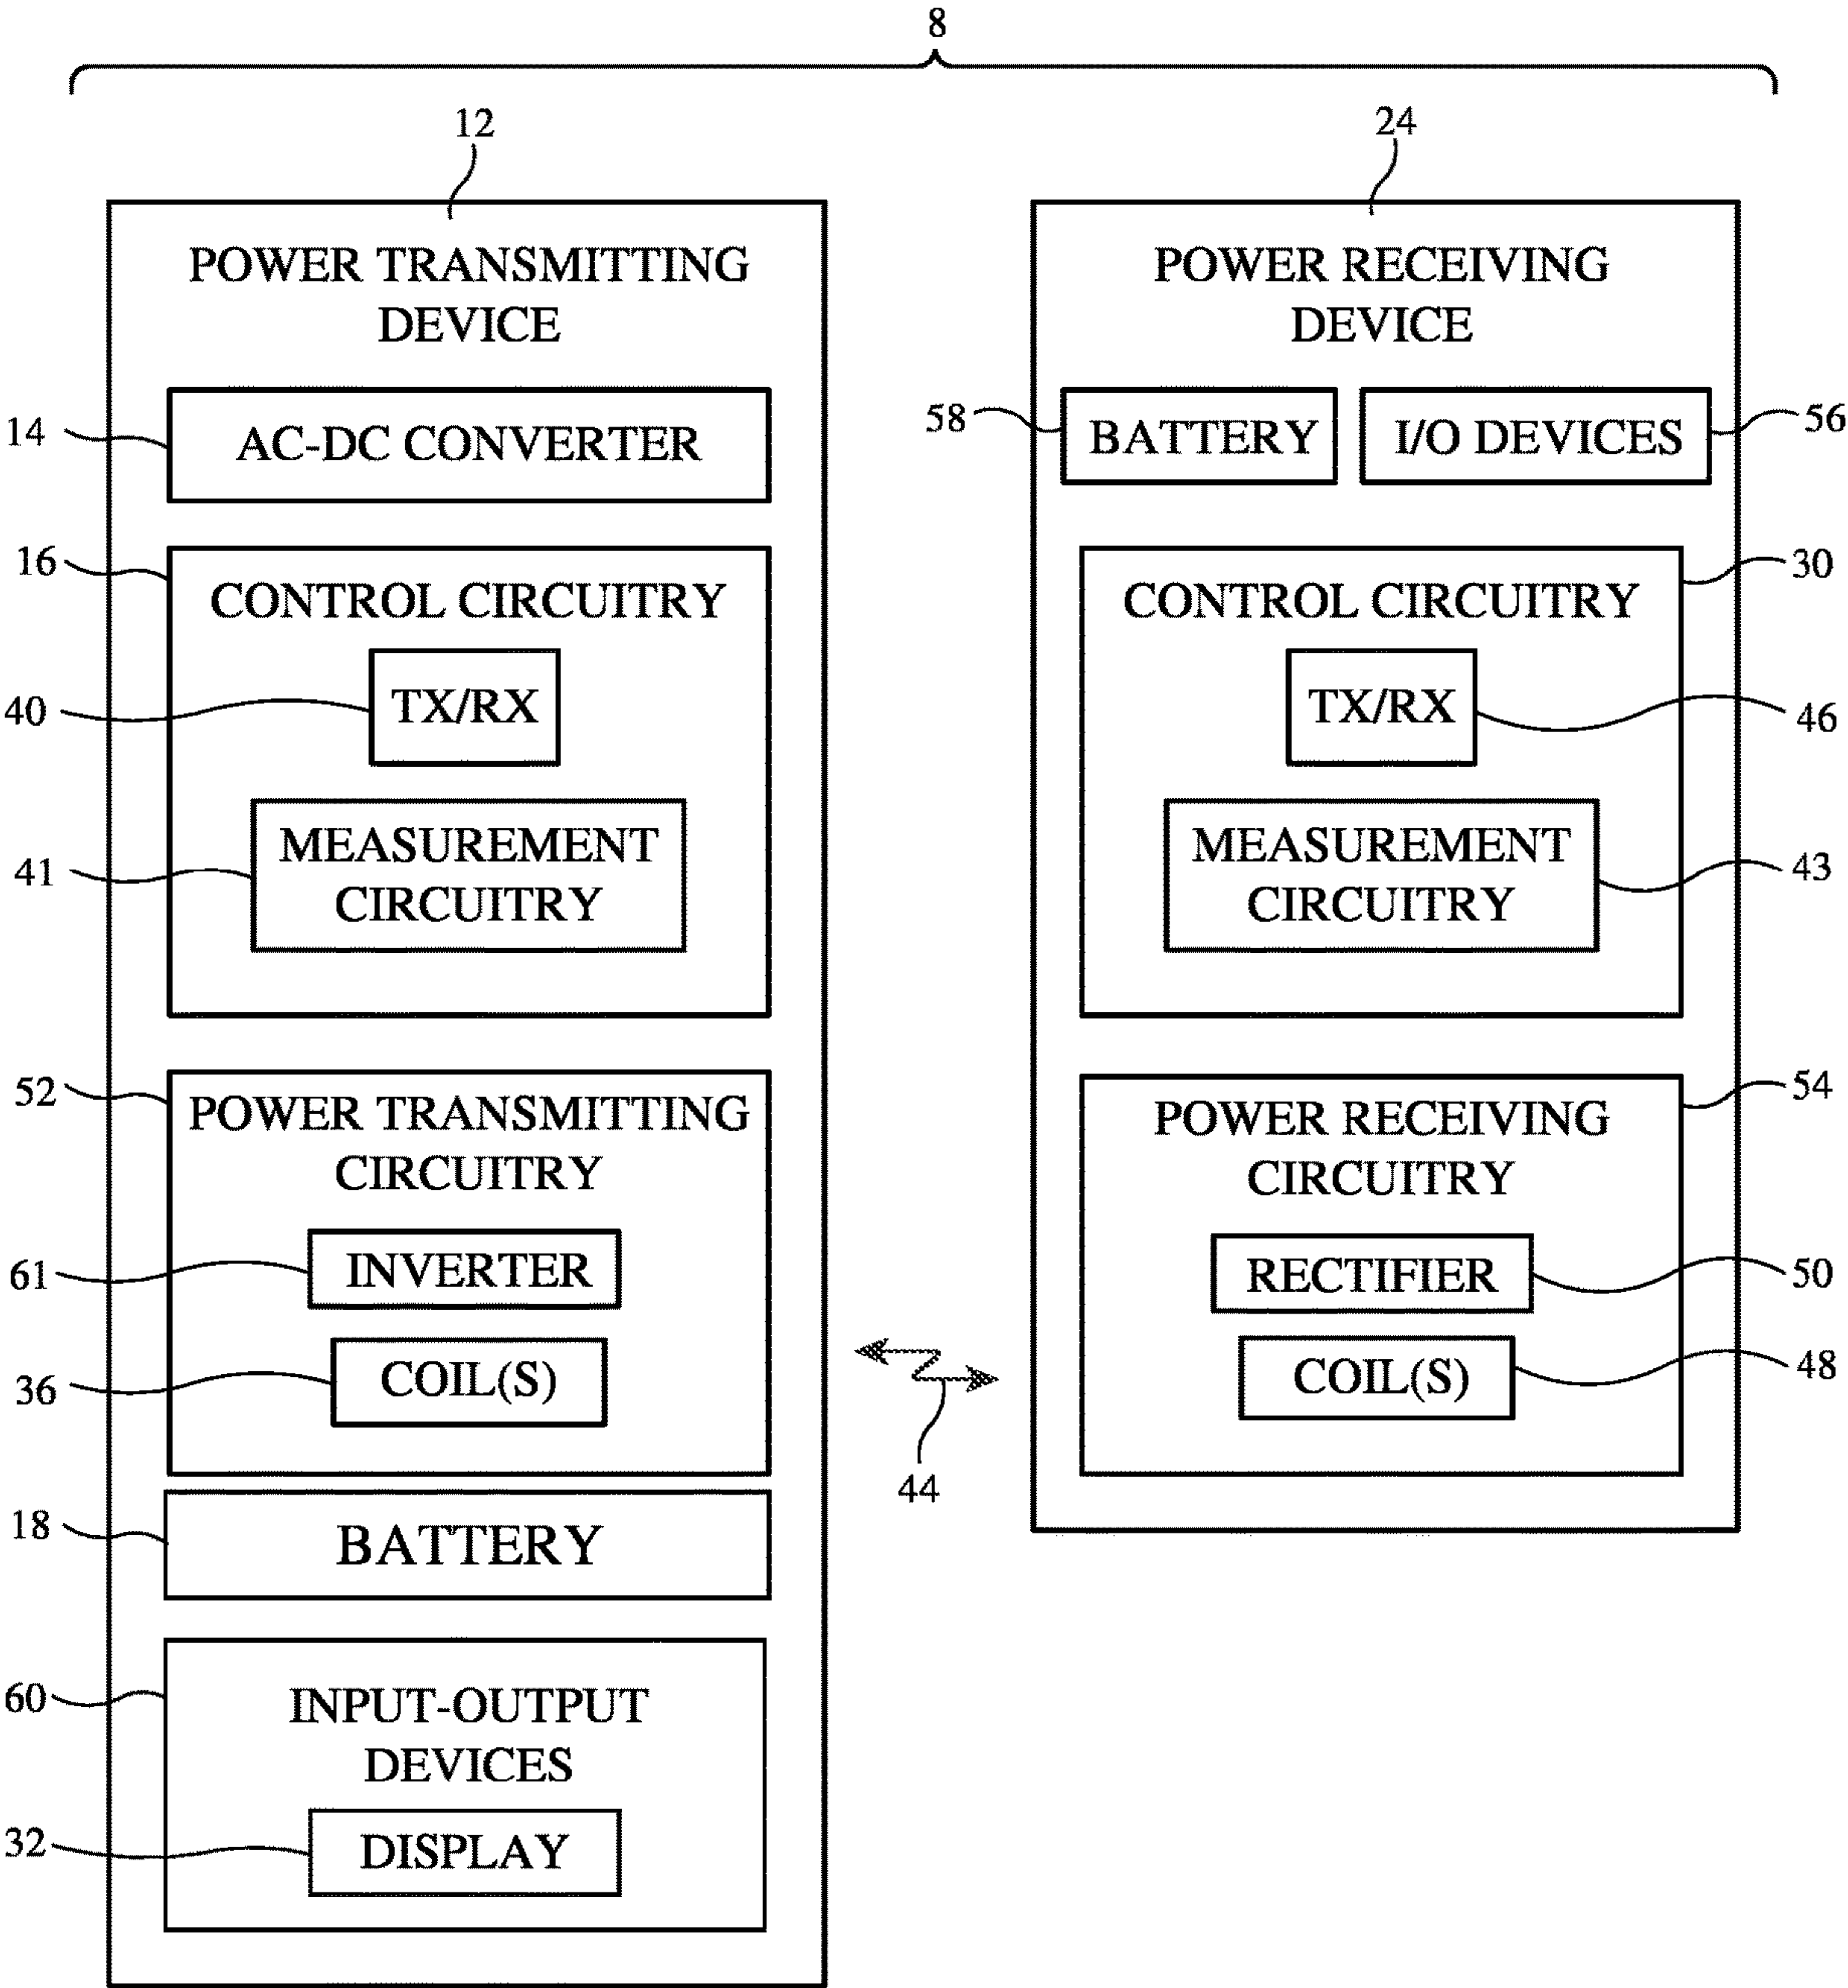 8
12
POWER TRANSMITTING
DEVICE
14
AC-DC CONVERTER
16
CONTROL CIRCUITRY
40
TX/RX
41
MEASUREMENT
CIRCUITRY
52
POWER TRANSMITTING
CIRCUITRY
61
INVERTER
36
COIL(S)
18
BATTERY
60
INPUT-OUTPUT
DEVICES
32
DISPLAY
44
24
POWER RECEIVING
DEVICE
58
BATTERY
I/O DEVICES
56
CONTROL CIRCUITRY
30
TX/RX
46
MEASUREMENT
CIRCUITRY
43
POWER RECEIVING
CIRCUITRY
54
RECTIFIER
50
COIL(S)
48